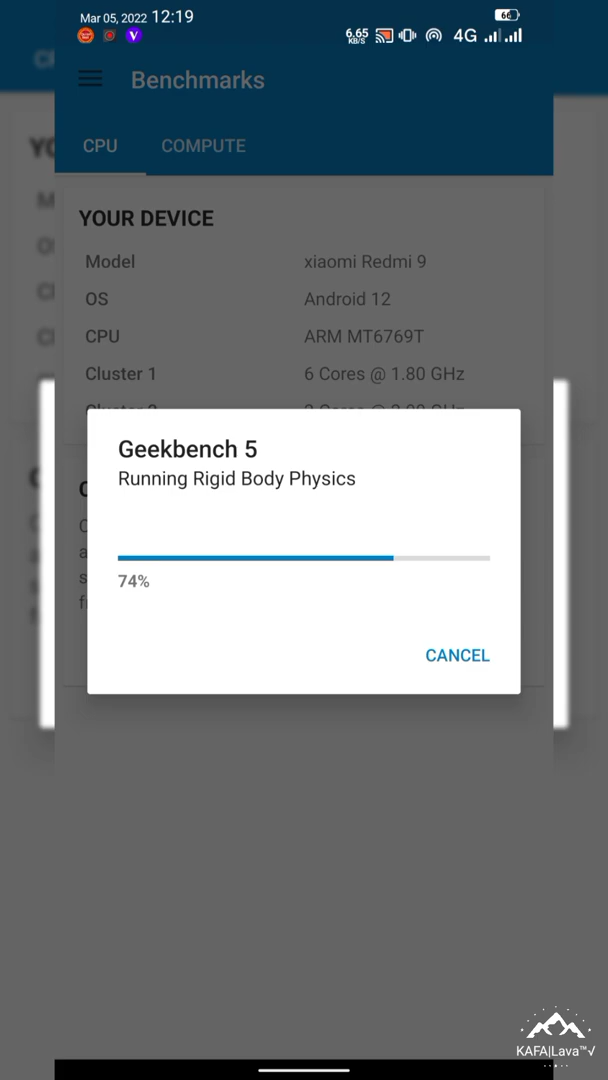 Mar 05, 2022 12:19
66
6.65
KB/S
4G
Benchmarks
CPU COMPUTE
YOUR DEVICE
Model xiaomi Redmi 9
OS Android 12
CPU ARM MT6769T
Cluster 1 6 Cores @ 1.80 GHz
Geekbench 5
Running Rigid Body Physics
74%
CANCEL
KAFA|Lava™√